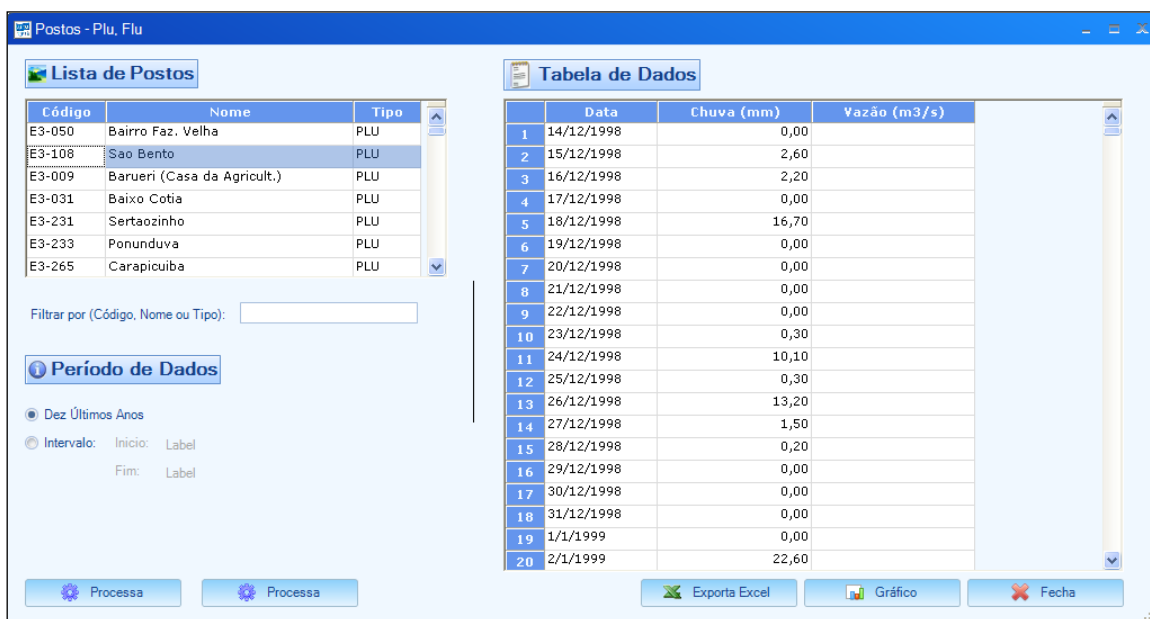 Postos - Plu, Flu
Lista de Postos
Código Nome Tipo
E3-050 Bairro Faz. Velha PLU
E3-108 Sao Bento PLU
E3-009 Barueri (Casa da Agricult.) PLU
E3-031 Baixo Cotia PLU
E3-231 Sertaozinho PLU
E3-233 Ponunduva PLU
E3-265 Carapicuiba PLU
Filtrar por (Código, Nome ou Tipo):
Período de Dados
Dez Últimos Anos
Intervalo: Inicio: Label
Fim: Label
Processa Processa
Tabela de Dados
Data Chuva (mm) Vazão (m3/s)
1 14/12/1998 0,00
2 15/12/1998 2,60
3 16/12/1998 2,20
4 17/12/1998 0,00
5 18/12/1998 16,70
6 19/12/1998 0,00
7 20/12/1998 0,00
8 21/12/1998 0,00
9 22/12/1998 0,00
10 23/12/1998 0,30
11 24/12/1998 10,10
12 25/12/1998 0,30
13 26/12/1998 13,20
14 27/12/1998 1,50
15 28/12/1998 0,20
16 29/12/1998 0,00
17 30/12/1998 0,00
18 31/12/1998 0,00
19 1/1/1999 0,00
20 2/1/1999 22,60
Exporta Excel Gráfico Fecha